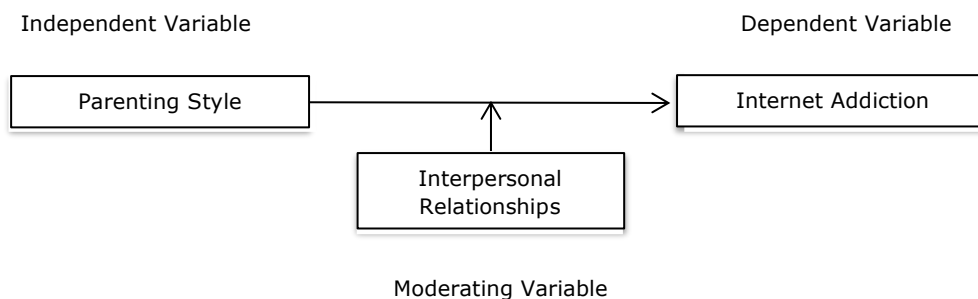 Independent Variable
Dependent Variable
Parenting Style
Internet Addiction
Interpersonal
Relationships
Moderating Variable